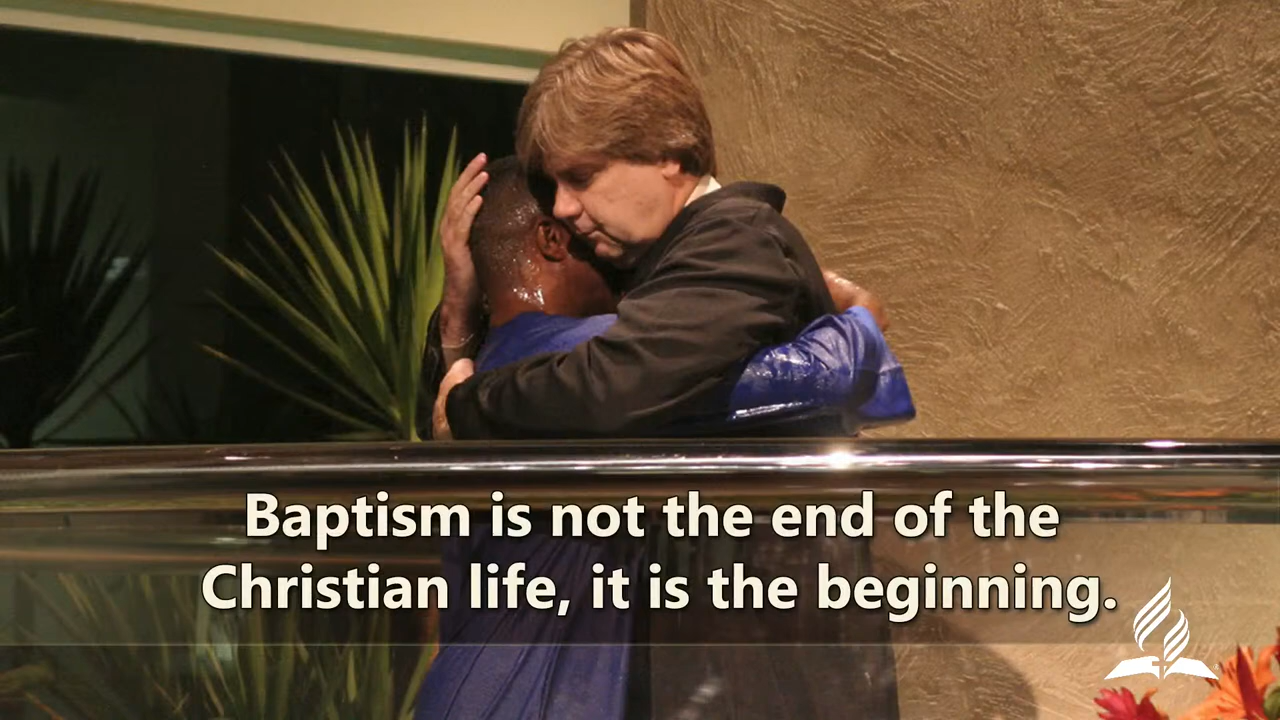 Baptism is not the end of the
Christian life, it is the beginning.